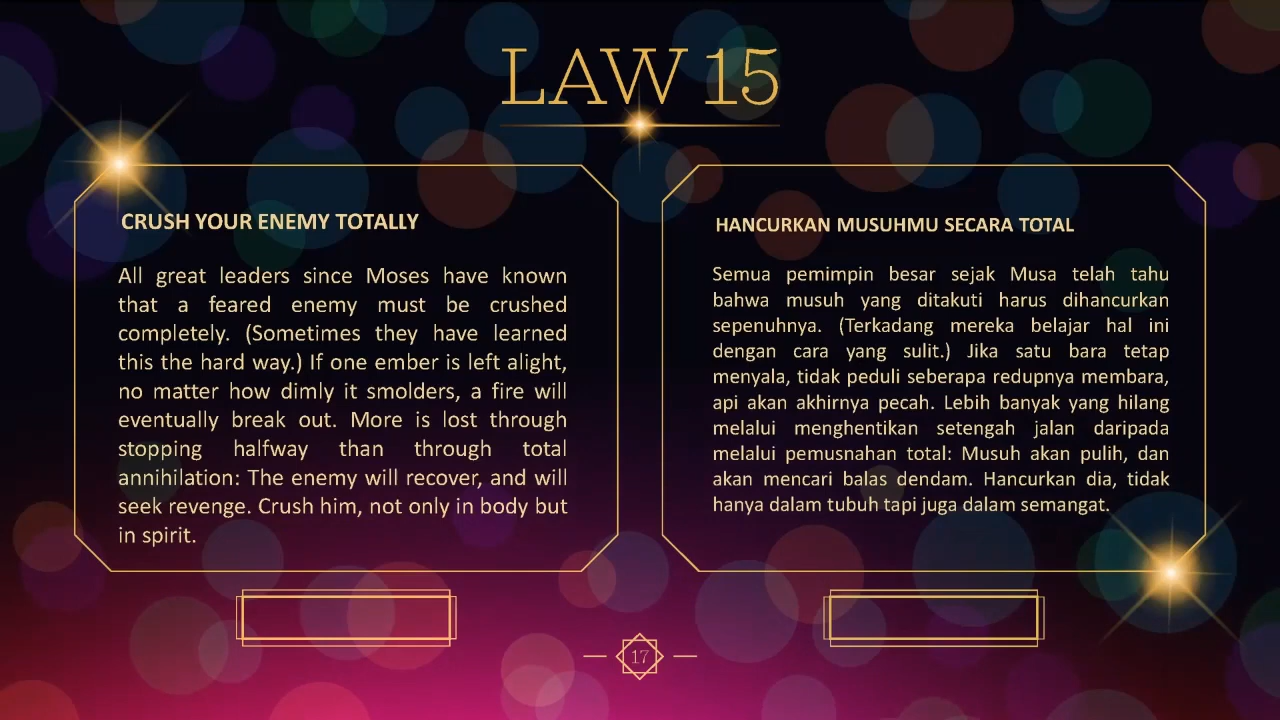 LAW 15
CRUSH YOUR ENEMY TOTALLY
All great leaders since Moses have known
that a feared enemy must be crushed
completely. (Sometimes they have learned
this the hard way.) If one ember is left alight,
no matter how dimly it smolders, a fire will
eventually break out. More is lost through
stopping halfway than through total
annihilation: The enemy will recover, and will
seek revenge. Crush him, not only in body but
in spirit.
HANCURKAN MUSUHMU SECARA TOTAL
Semua pemimpin besar sejak Musa telah tahu
bahwa musuh yang ditakuti harus dihancurkan
sepenuhnya. (Terkadang mereka belajar hal ini
dengan cara yang sulit.) Jika satu bara tetap
menyala, tidak peduli seberapa redupnya membara,
api akan akhirnya pecah. Lebih banyak yang hilang
melalui menghentikan setengah jalan daripada
melalui pemusnahan total: Musuh akan pulih, dan
akan mencari balas dendam. Hancurkan dia, tidak
hanya dalam tubuh tapi juga dalam semangat.
17